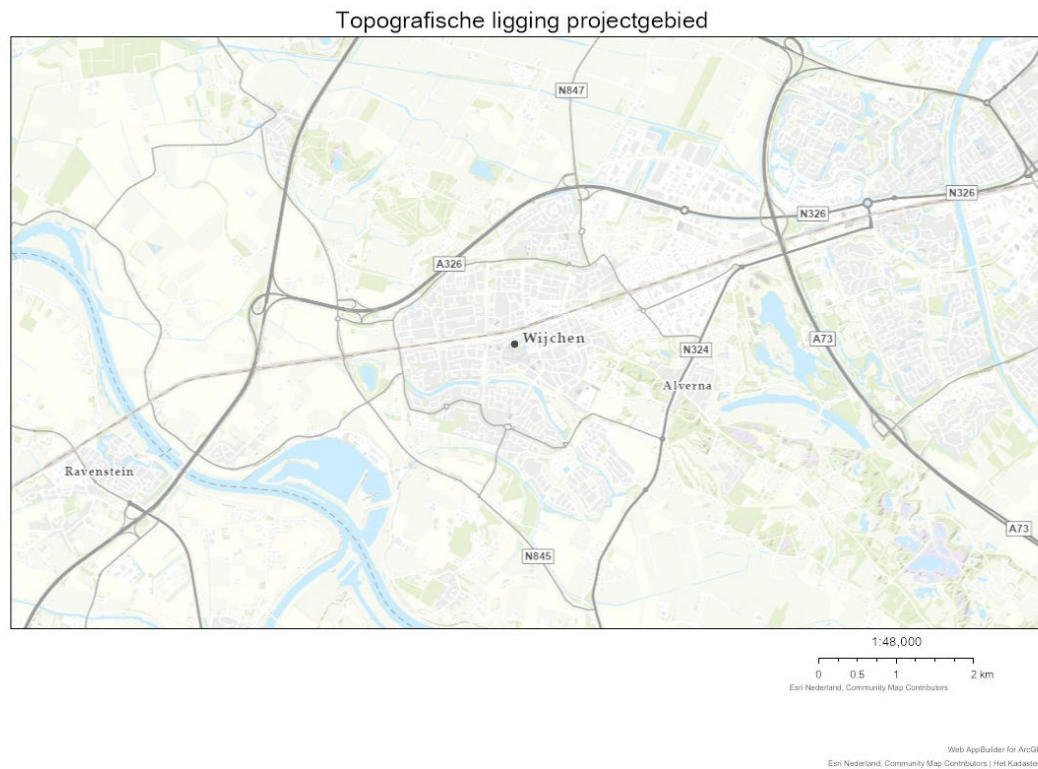 Topografische ligging projectgebied
N847
N326
N326
A326
Wijchen
A73
N324
Alverna
Ravenstein
A73
N845
1:48,000
0 0.5 1 2 km
Esri Nederland, Community Map Contributors
Web AppBuilder for ArcGI
Esri Nederland, Community Map Contributors | Het Kadaster